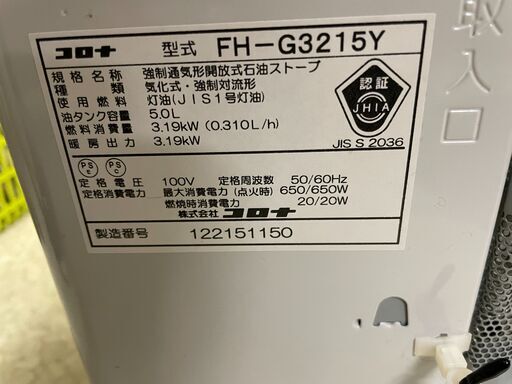 コロナ 型式 FH-G3215Y
規格名称 強制通気形開放式石油ストーブ
種類 気化式・強制対流形
使用燃料 灯油(JIS1号灯油)
油タンク容量 5.0L
燃料消費量 3.19kW (0.310L/h)
暖房出力 3.19kW
認証
JHIA
JIS S 2036
PS E PS C
定格電圧 100V 定格周波数 50/60Hz
定格消費電力 最大消費電力 (点火時) 650/650W
燃焼時消費電力 20/20W
株式会社 コロナ
製造番号 122151150
取入口